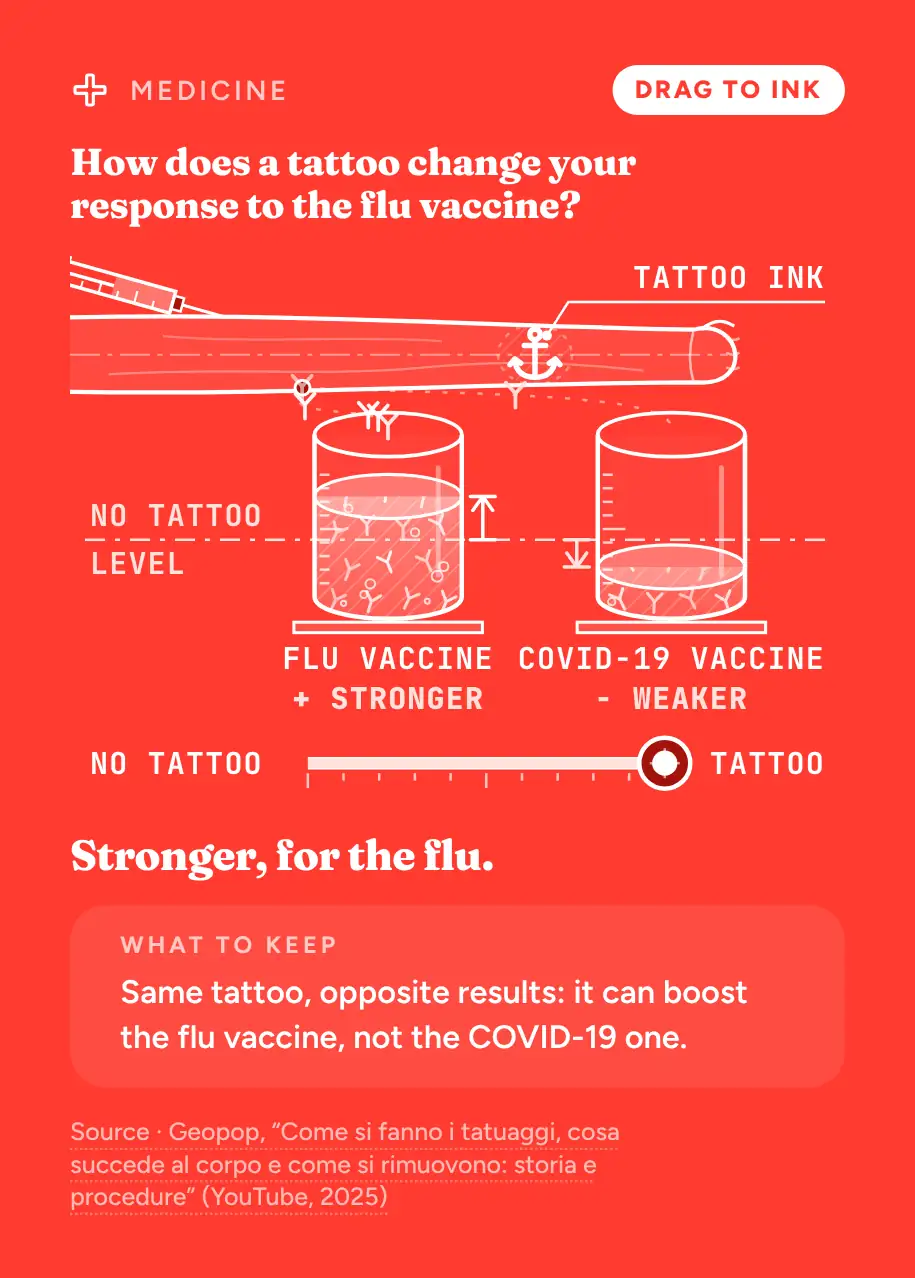 MEDICINE
DRAG TO INK
How does a tattoo change your
response to the flu vaccine?
TATTOO INK
NO TATTOO
LEVEL
FLU VACCINE
+ STRONGER
COVID-19 VACCINE
- WEAKER
NO TATTOO
TATTOO
Stronger, for the flu.
WHAT TO KEEP
Same tattoo, opposite results: it can boost
the flu vaccine, not the COVID-19 one.
Source · Geopop, “Come si fanno i tatuaggi, cosa
succede al corpo e come si rimuovono: storia e
procedure” (YouTube, 2025)